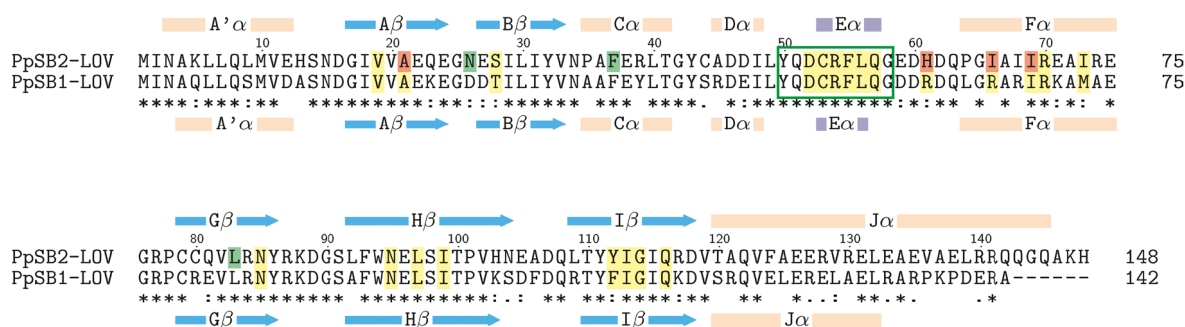 A'α Aβ Bβ Cα Dα Eα Fα
10 20 30 40 50 60 70
PpSB2-LOV MINAKLLQLMVEHSNDGIVVAEQEGNESILIYVNPAFERLTGYCADDILYQDCRFLQGEDHDQPGIAIIREAIRE 75
PpSB1-LOV MINAQLLQSMVDASNDGIVVAEKEGDDTILIYVNAAFEYLTGYSRDEILYQDCRFLQGDDRDQLGRARIRKAMAE 75
****:*** **: *********:**:::****** *** ****. *:***********:*:** * * **:*: *
A'α Aβ Bβ Cα Dα Eα Fα
Gβ Hβ Iβ Jα
80 90 100 110 120 130 140
PpSB2-LOV GRPCCQVLRNYRKDGSLFWNELSITPVHNEADQLTYYIGIQRDVTAQVFAEERVRELEAEVAELRRQQGQAKH 148
PpSB1-LOV GRPCREVLRNYRKDGSAFWNELSITPVKSDFDQRTYFIGIQKDVSRQVELERELAELRARPKPDERA------ 142
Gβ Hβ Iβ Jα